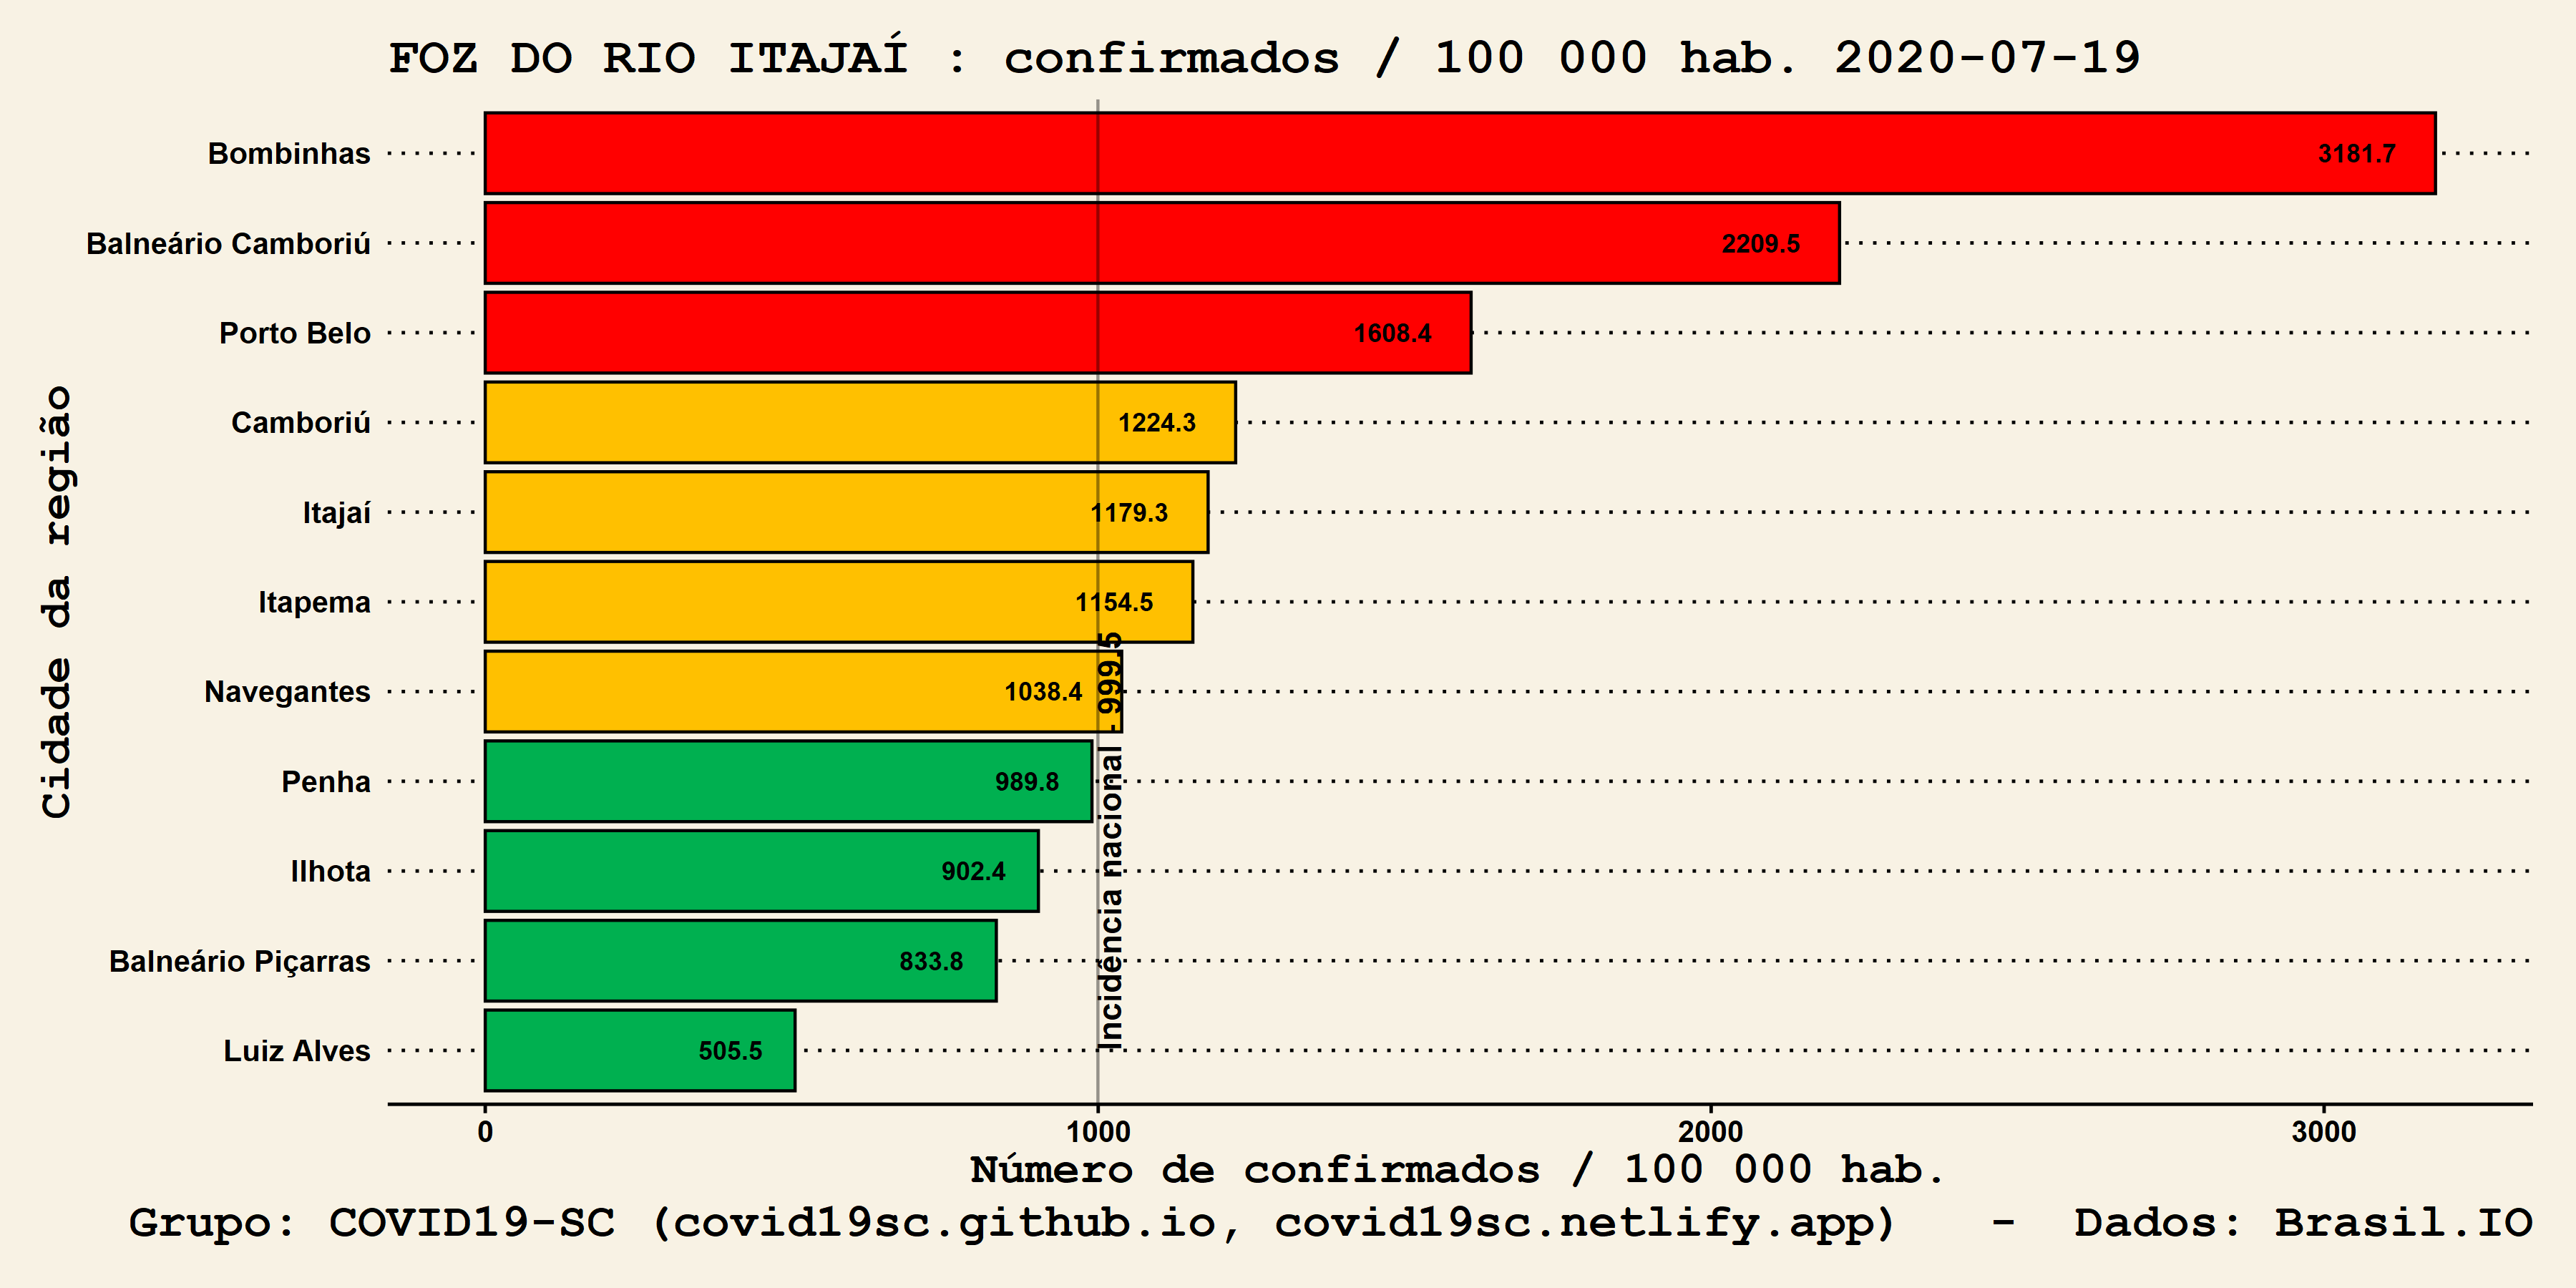 FOZ DO RIO ITAJAÍ : confirmados / 100 000 hab. 2020-07-19
Cidade da região
Bombinhas 3181.7
Balneário Camboriú 2209.5
Porto Belo 1608.4
Camboriú 1224.3
Itajaí 1179.3
Itapema 1154.5
Navegantes 1038.4
Penha 989.8
Ilhota 902.4
Balneário Piçarras 833.8
Luiz Alves 505.5
Incidência nacional - 999.5
0 1000 2000 3000
Número de confirmados / 100 000 hab.
Grupo: COVID19-SC (covid19sc.github.io, covid19sc.netlify.app) - Dados: Brasil.IO